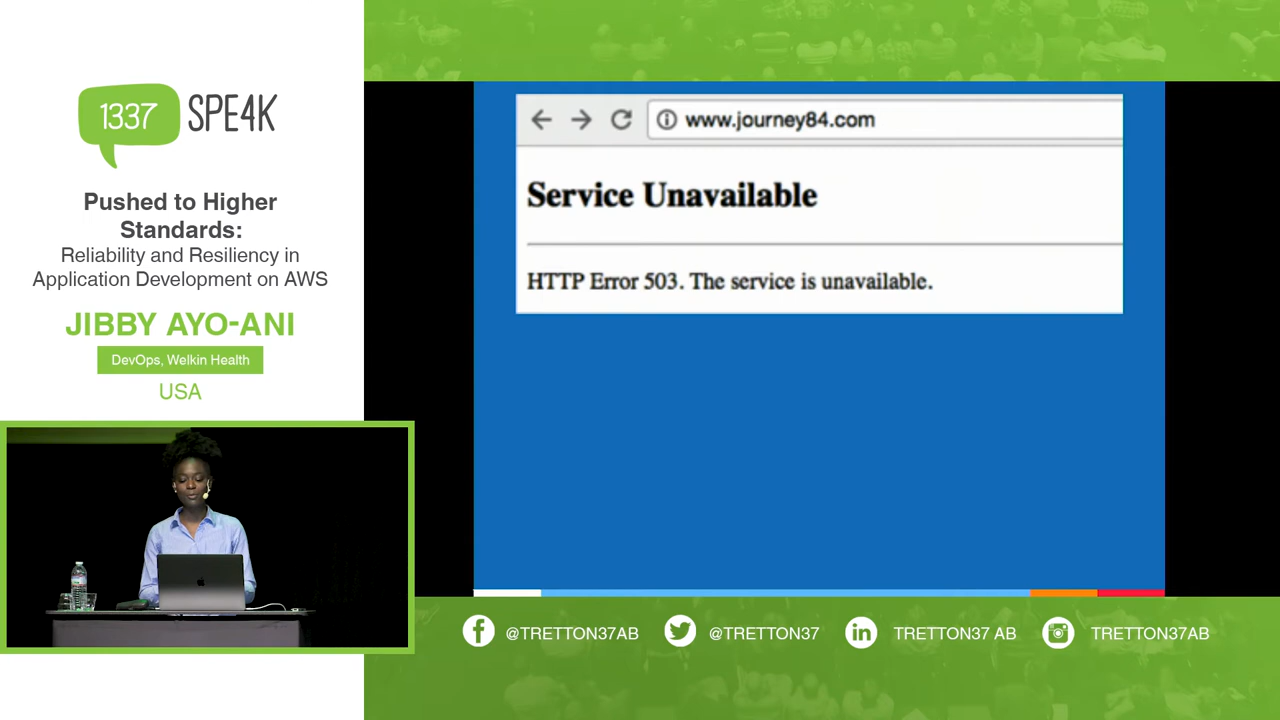 1337 SPE4K
Pushed to Higher
Standards:
Reliability and Resiliency in
Application Development on AWS
JIBBY AYO-ANI
DevOps, Welkin Health
USA
www.journey84.com
Service Unavailable
HTTP Error 503. The service is unavailable.
@TRETTON37AB
@TRETTON37
TRETTON37 AB
TRETTON37AB